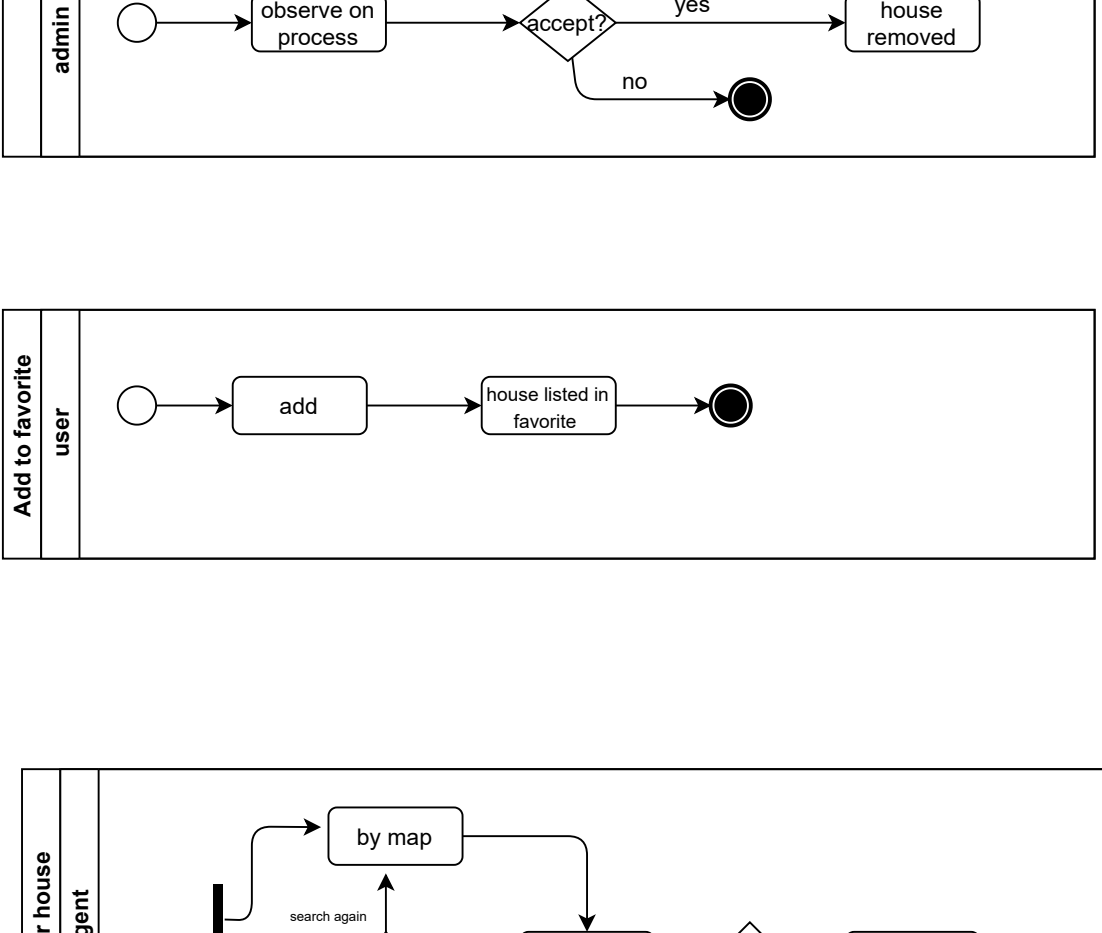 admin
observe on
process
accept?
yes
house
removed
no
Add to favorite
user
add
house listed in
favorite
house
by map
search again